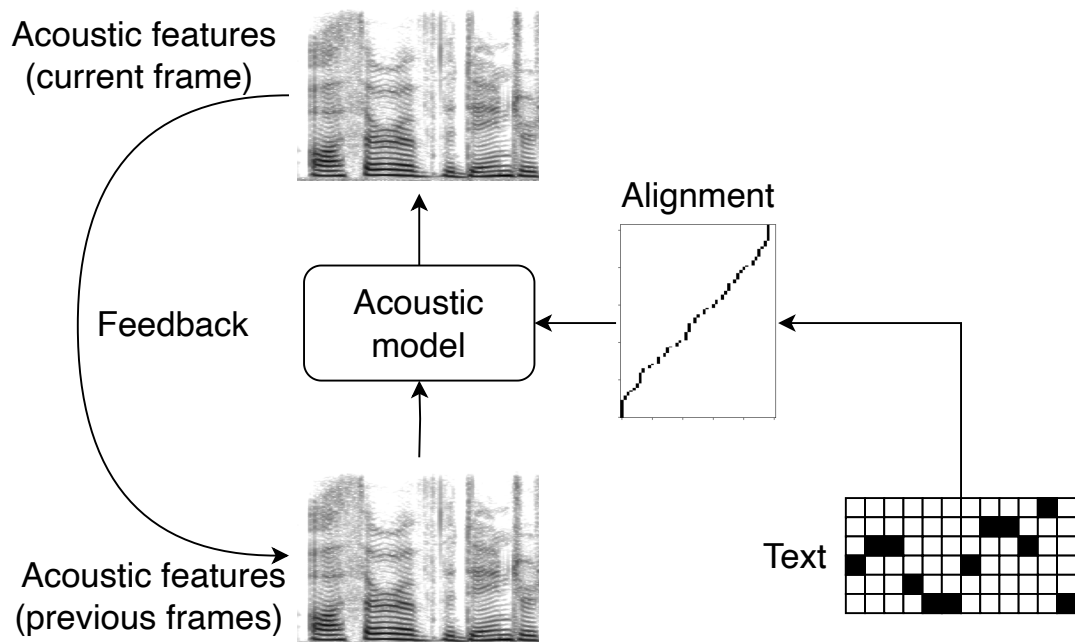 Acoustic features
(current frame)
Alignment
Feedback
Acoustic
model
Text
Acoustic features
(previous frames)